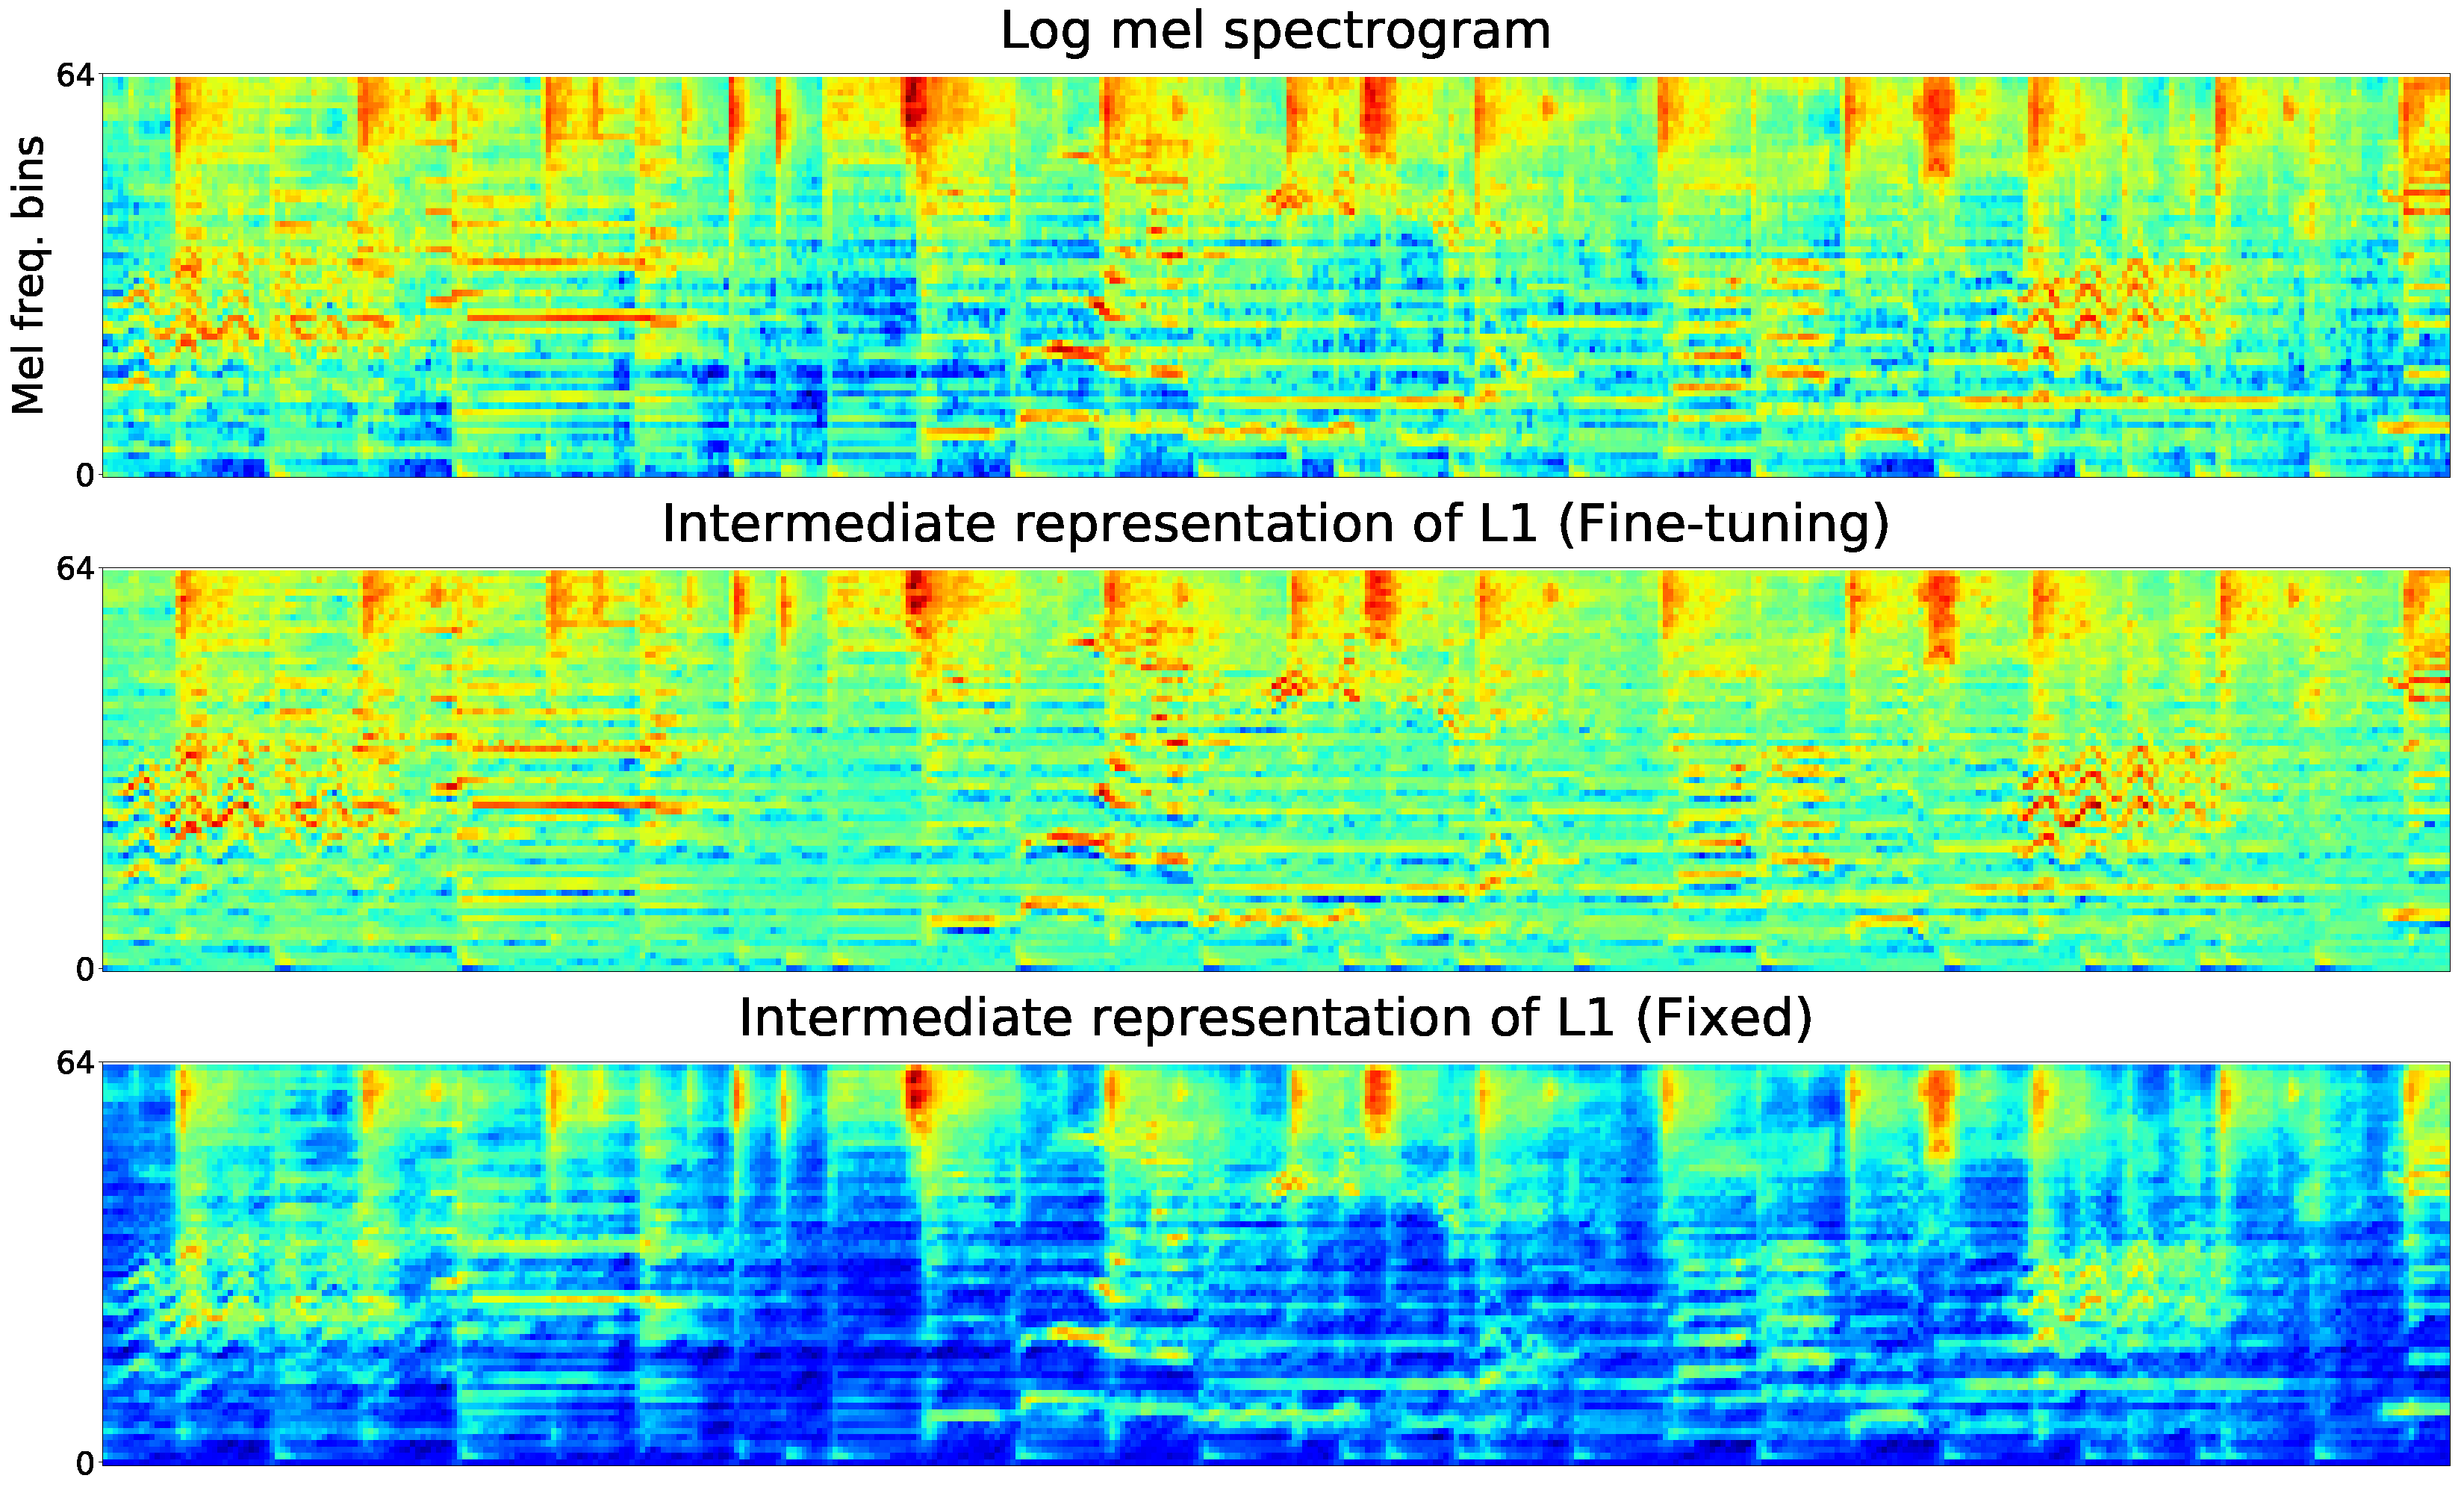 Log mel spectrogram
64
Mel freq. bins
0
Intermediate representation of L1 (Fine-tuning)
64
0
Intermediate representation of L1 (Fixed)
64
0